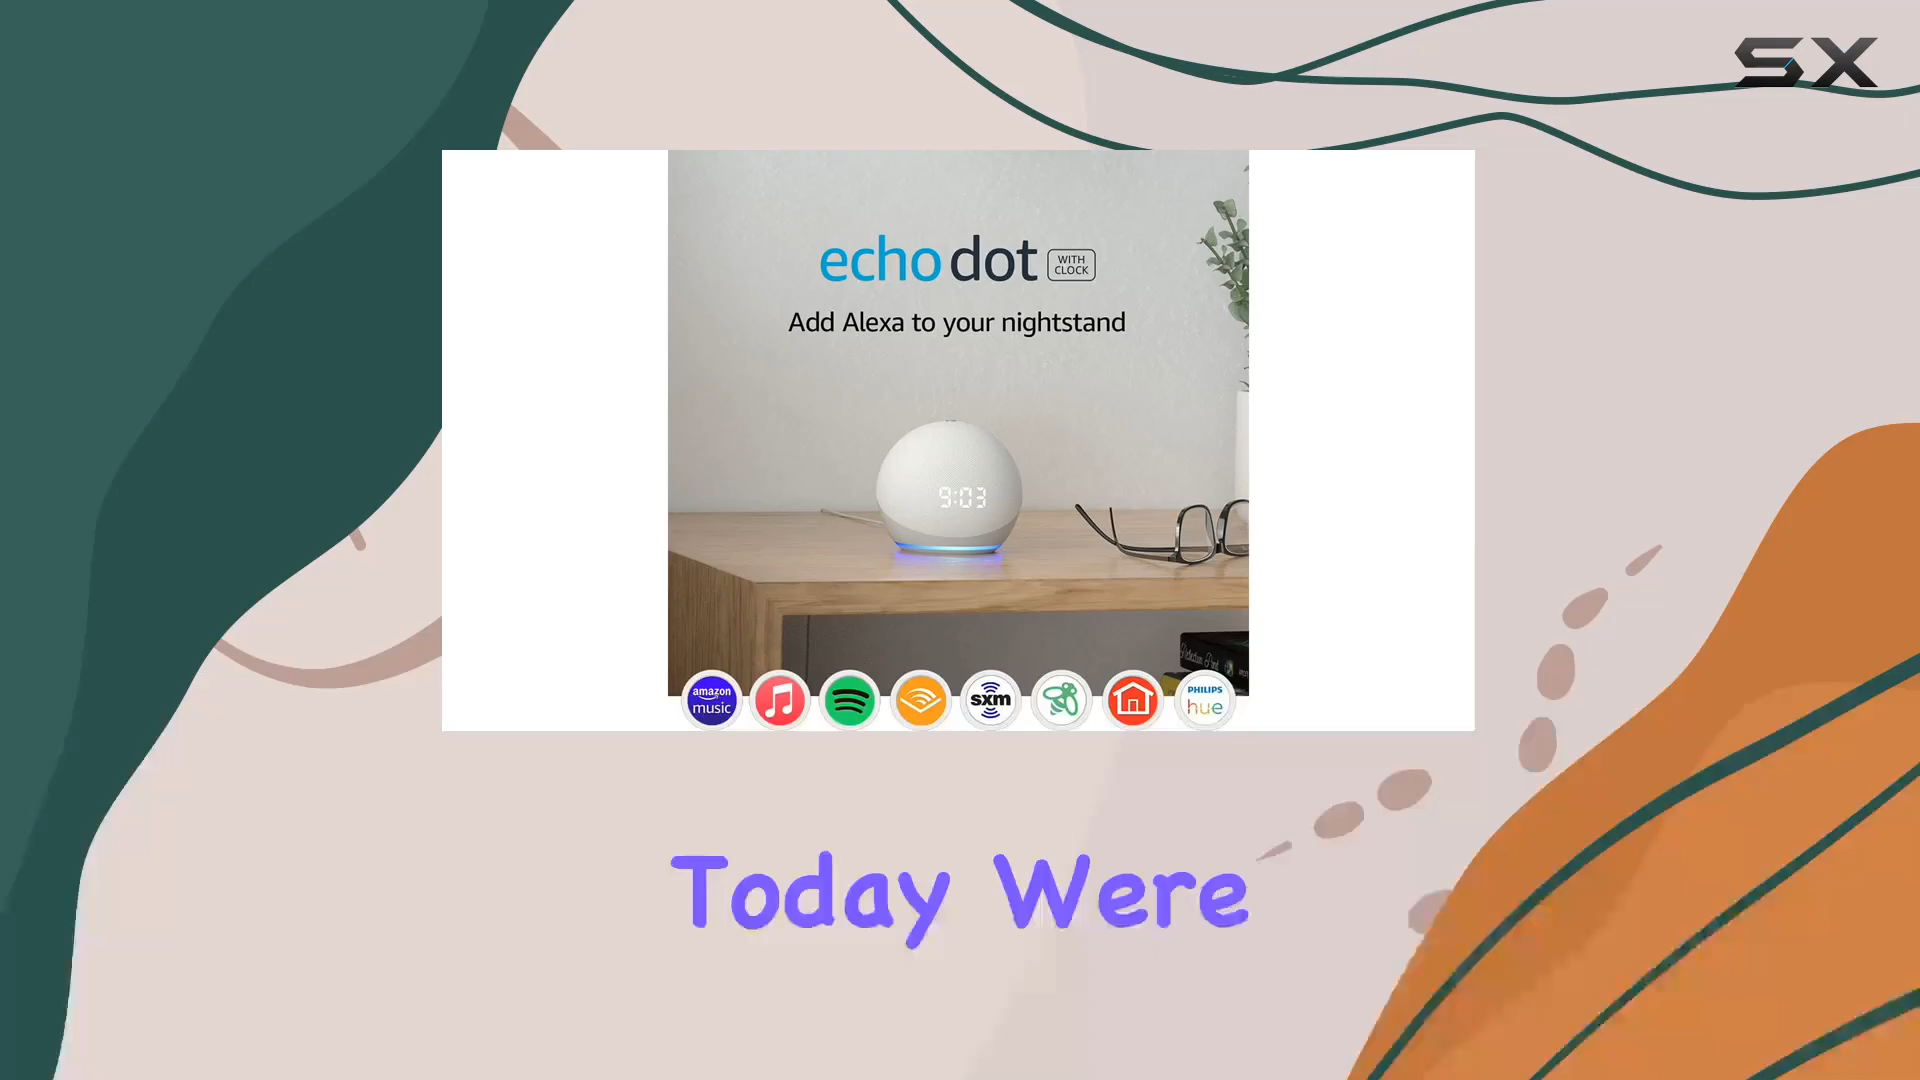 SX
echo dot WITH CLOCK
Add Alexa to your nightstand
9:03
amazon music
sxm
PHILIPS hue
Today Were